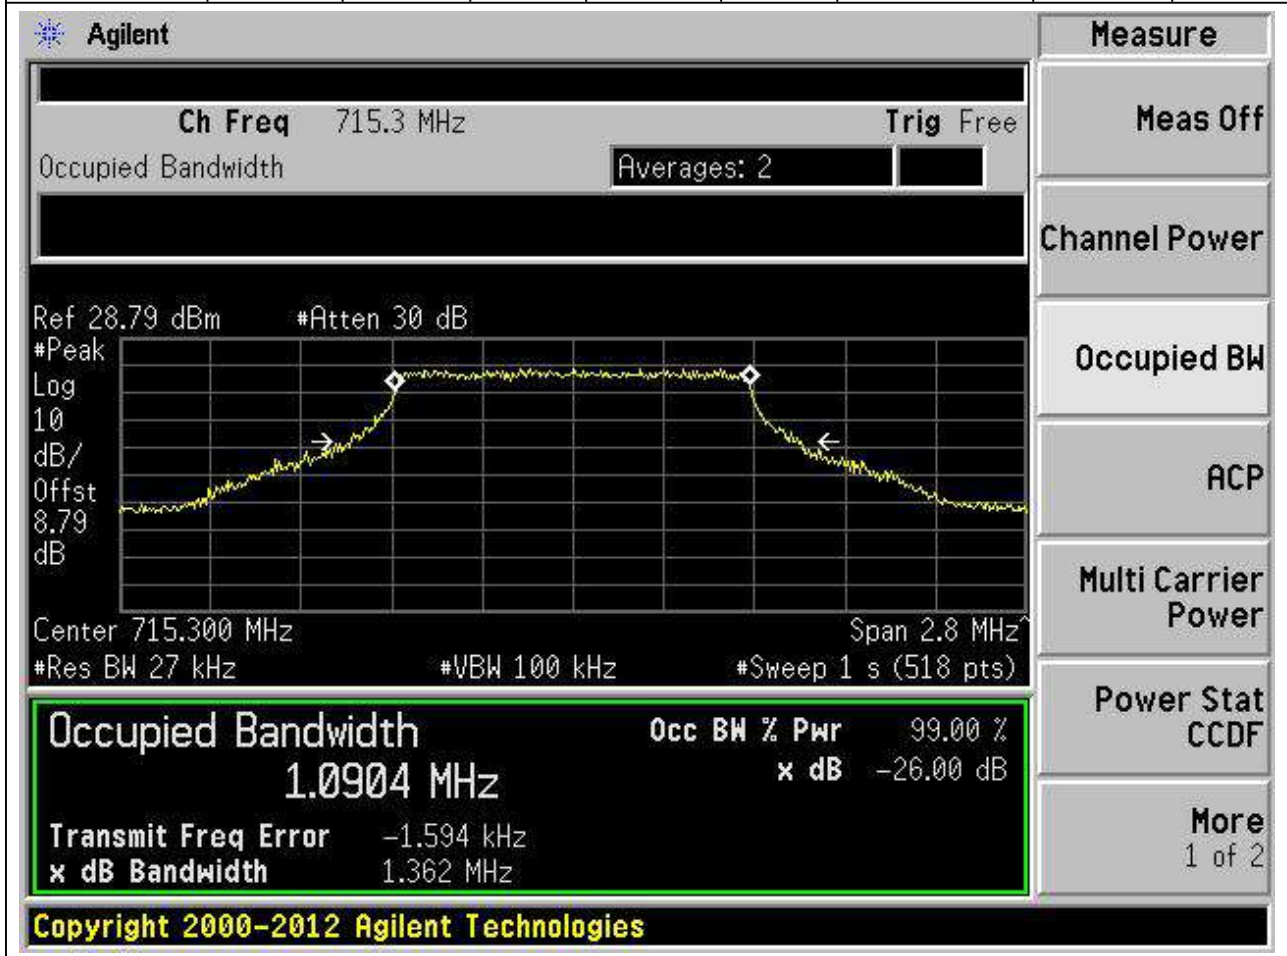 Agilent
Measure
Ch Freq 715.3 MHz Trig Free
Occupied Bandwidth Averages: 2
Meas Off
Channel Power
Occupied BW
ACP
Multi Carrier
Power
Power Stat
CCDF
More
1 of 2
Ref 28.79 dBm #Atten 30 dB
#Peak
Log
10
dB/
Offst
8.79
dB
Center 715.300 MHz Span 2.8 MHz^
#Res BW 27 kHz #VBW 100 kHz #Sweep 1 s (518 pts)
Occupied Bandwidth Occ BW % Pwr 99.00 %
1.0904 MHz x dB -26.00 dB
Transmit Freq Error -1.594 kHz
x dB Bandwidth 1.362 MHz
Copyright 2000-2012 Agilent Technologies